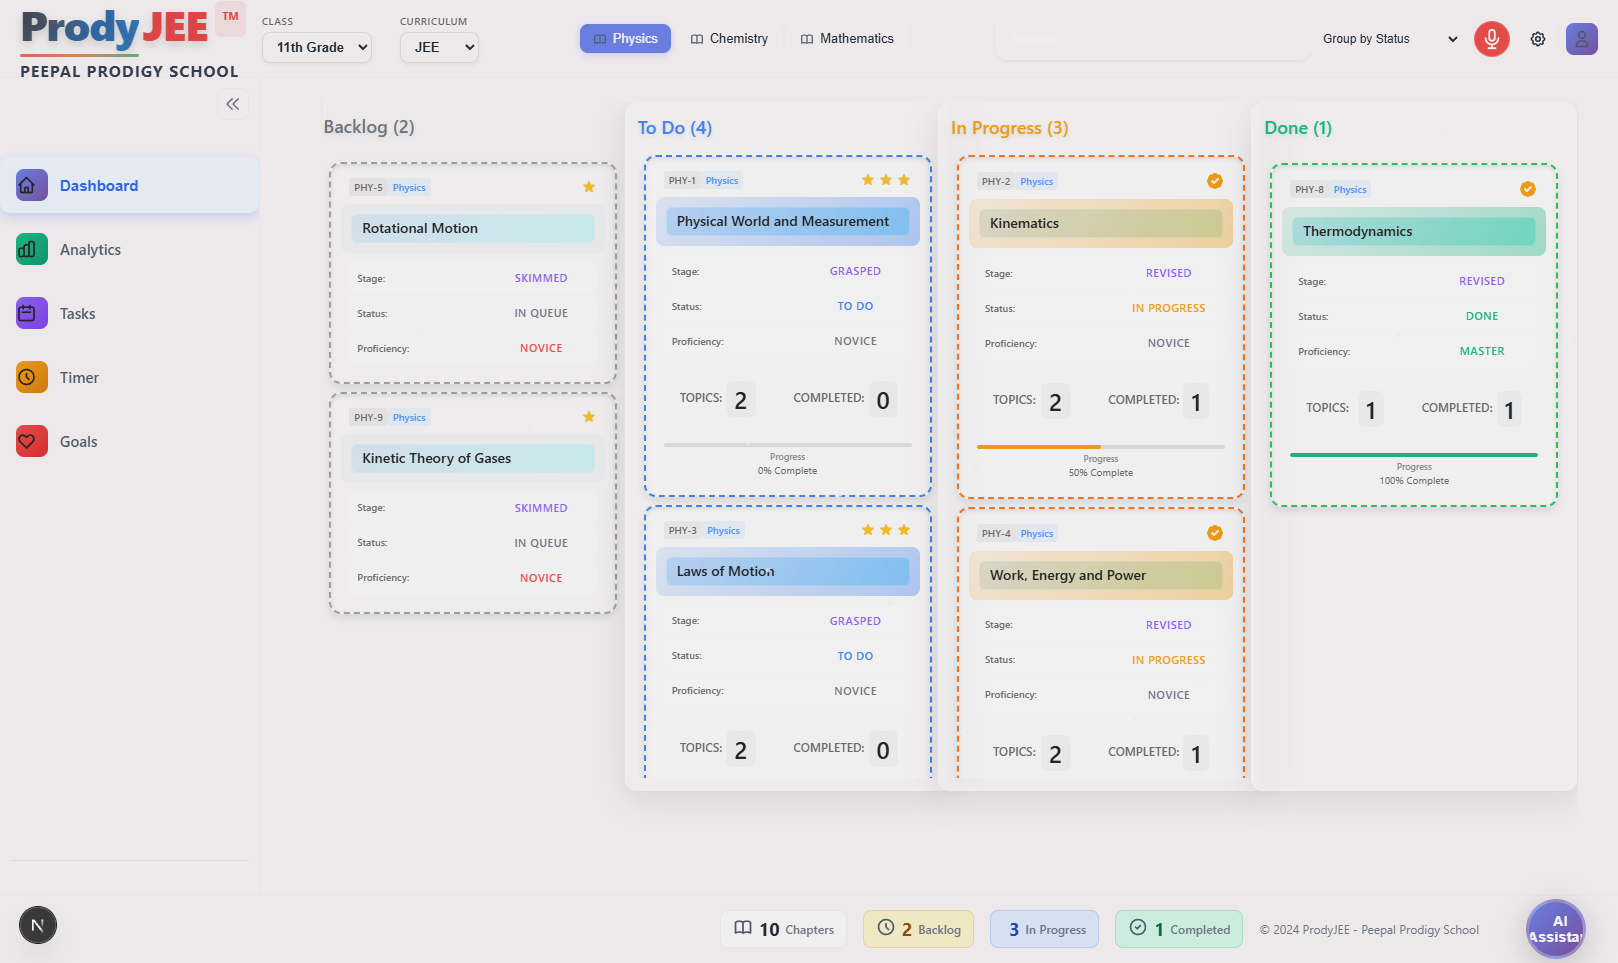 ProdyJEE TM
PEEPAL PRODIGY SCHOOL
CLASS
11th Grade
CURRICULUM
JEE
Physics
Chemistry
Mathematics
Group by Status
Dashboard
Analytics
Tasks
Timer
Goals
Backlog (2)
PHY-5 Physics
Rotational Motion
Stage: SKIMMED
Status: IN QUEUE
Proficiency: NOVICE
PHY-9 Physics
Kinetic Theory of Gases
Stage: SKIMMED
Status: IN QUEUE
Proficiency: NOVICE
To Do (4)
PHY-1 Physics
Physical World and Measurement
Stage: GRASPED
Status: TO DO
Proficiency: NOVICE
TOPICS: 2 COMPLETED: 0
Progress
0% Complete
PHY-3 Physics
Laws of Motion
Stage: GRASPED
Status: TO DO
Proficiency: NOVICE
TOPICS: 2 COMPLETED: 0
In Progress (3)
PHY-2 Physics
Kinematics
Stage: REVISED
Status: IN PROGRESS
Proficiency: NOVICE
TOPICS: 2 COMPLETED: 1
Progress
50% Complete
PHY-4 Physics
Work, Energy and Power
Stage: REVISED
Status: IN PROGRESS
Proficiency: NOVICE
TOPICS: 2 COMPLETED: 1
Done (1)
PHY-8 Physics
Thermodynamics
Stage: REVISED
Status: DONE
Proficiency: MASTER
TOPICS: 1 COMPLETED: 1
Progress
100% Complete
N
10 Chapters
2 Backlog
3 In Progress
1 Completed
© 2024 ProdyJEE - Peepal Prodigy School
AI